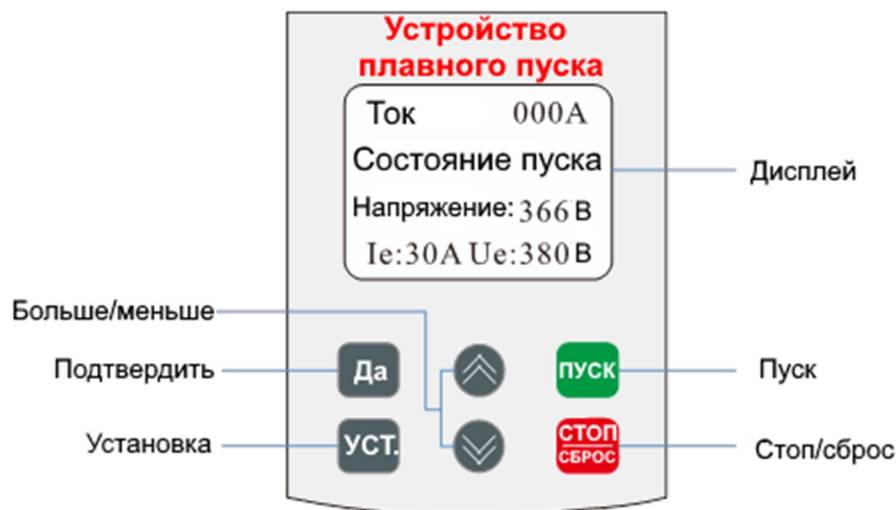 Устройство
плавного пуска
Ток 000A
Состояние пуска
Напряжение: 366 В
Ie:30A Ue:380 В
Дисплей
Больше/меньше
Подтвердить
Да
ПУСК
Пуск
Установка
УСТ.
СТОП
СБРОС
Стоп/сброс